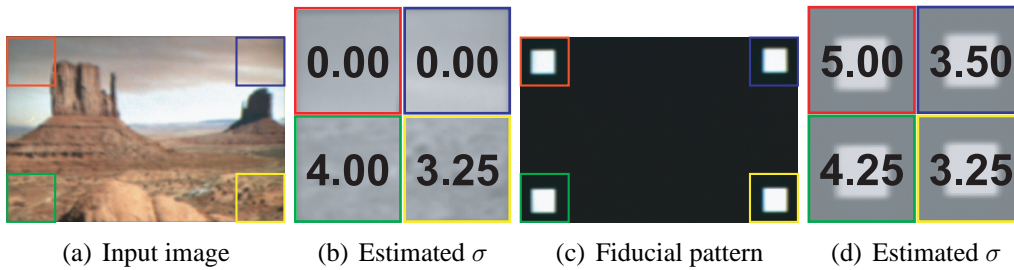 0.00 0.00
4.00 3.25
5.00 3.50
4.25 3.25
(a) Input image
(b) Estimated σ
(c) Fiducial pattern
(d) Estimated σ